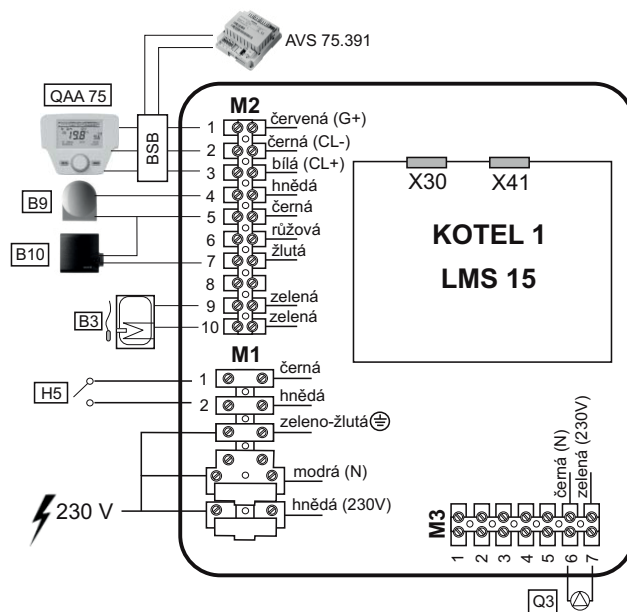 AVS 75.391
QAA 75
BSB
B9
B10
B3
H5
230 V
M2
1 červená (G+)
2 černá (CL-)
3 bílá (CL+)
4 hnědá
5 černá
6 růžová
7 žlutá
8
9 zelená
10 zelená
M1
1 černá
2 hnědá
zeleno-žlutá
modrá (N)
hnědá (230V)
X30 X41
KOTEL 1
LMS 15
černá (N)
zelená (230V)
M3
1 2 3 4 5 6 7
Q3